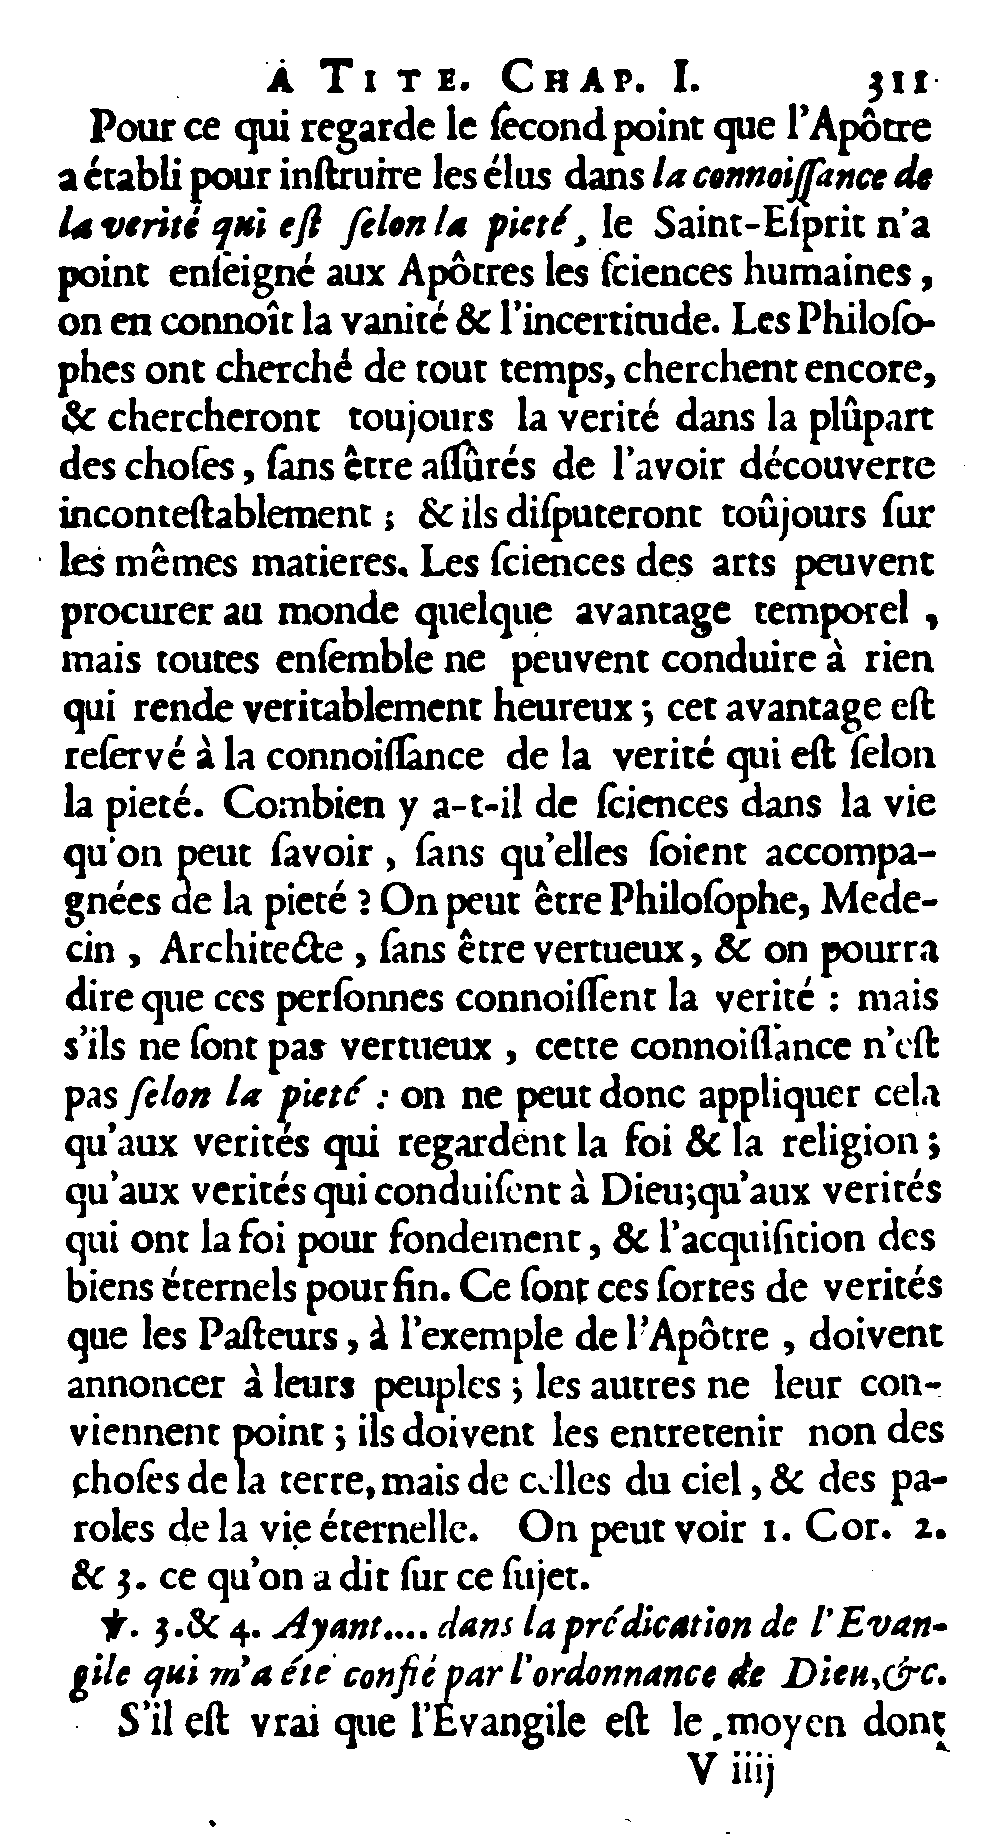 A TITE. CHAP. I. 311
Pour ce qui regarde le ſecond point que l'Apôtre
a établi pour inſtruire les élus dans la connoiſſance de
la verité qui eſt ſelon la pieté, le Saint-Eſprit n'a
point enſeigné aux Apôtres les ſciences humaines,
on en connoît la vanité & l'incertitude. Les Philoſo-
phes ont cherché de tout temps, cherchent encore,
& chercheront toujours la verité dans la plûpart
des choſes, ſans être aſſûrés de l'avoir découverte
inconteſtablement ; & ils diſputeront toûjours ſur
les mêmes matieres. Les ſciences des arts peuvent
procurer au monde quelque avantage temporel,
mais toutes enſemble ne peuvent conduire à rien
qui rende veritablement heureux ; cet avantage eſt
reſervé à la connoiſſance de la verité qui eſt ſelon
la pieté. Combien y a-t-il de ſciences dans la vie
qu'on peut ſavoir, ſans qu'elles ſoient accompa-
gnées de la pieté ? On peut être Philoſophe, Mede-
cin, Architecte, ſans être vertueux, & on pourra
dire que ces perſonnes connoiſſent la verité : mais
s'ils ne ſont pas vertueux, cette connoiſſance n'eſt
pas ſelon la pieté : on ne peut donc appliquer cela
qu'aux verités qui regardent la foi & la religion ;
qu'aux verités qui conduiſent à Dieu; qu'aux verités
qui ont la foi pour fondement, & l'acquiſition des
biens éternels pour fin. Ce ſont ces ſortes de verités
que les Paſteurs, à l'exemple de l'Apôtre, doivent
annoncer à leurs peuples ; les autres ne leur con-
viennent point ; ils doivent les entretenir non des
choſes de la terre, mais de celles du ciel, & des pa-
roles de la vie éternelle. On peut voir 1. Cor. 2.
& 3. ce qu'on a dit ſur ce ſujet.
℣. 3. & 4. Ayant.... dans la prédication de l'Evan-
gile qui m'a été confié par l'ordonnance de Dieu, &c.
S'il eſt vrai que l'Evangile eſt le moyen dont
V iiij